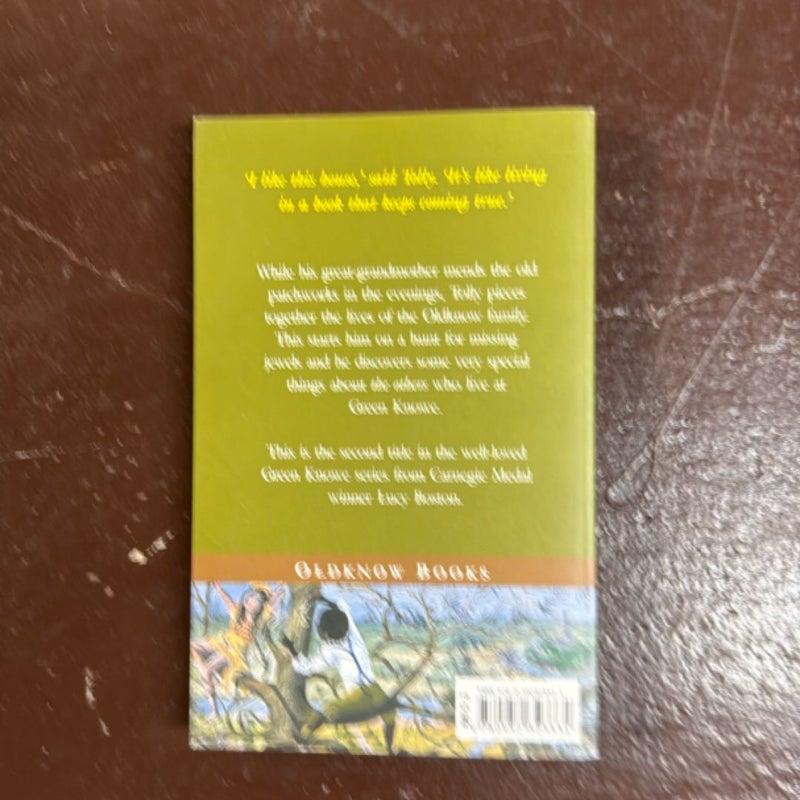 'I like this house,' said Tolly. 'It's like living
in a book that keeps coming true.'
While his great-grandmother mends the old
patchworks in the evenings, Tolly pieces
together the lives of the Oldknow family.
This starts him on a hunt for missing
jewels and he discovers some very special
things about the others who live at
Green Knowe.
This is the second title in the well-loved
Green Knowe series from Carnegie Medal
winner Lucy Boston.
OLDKNOW BOOKS